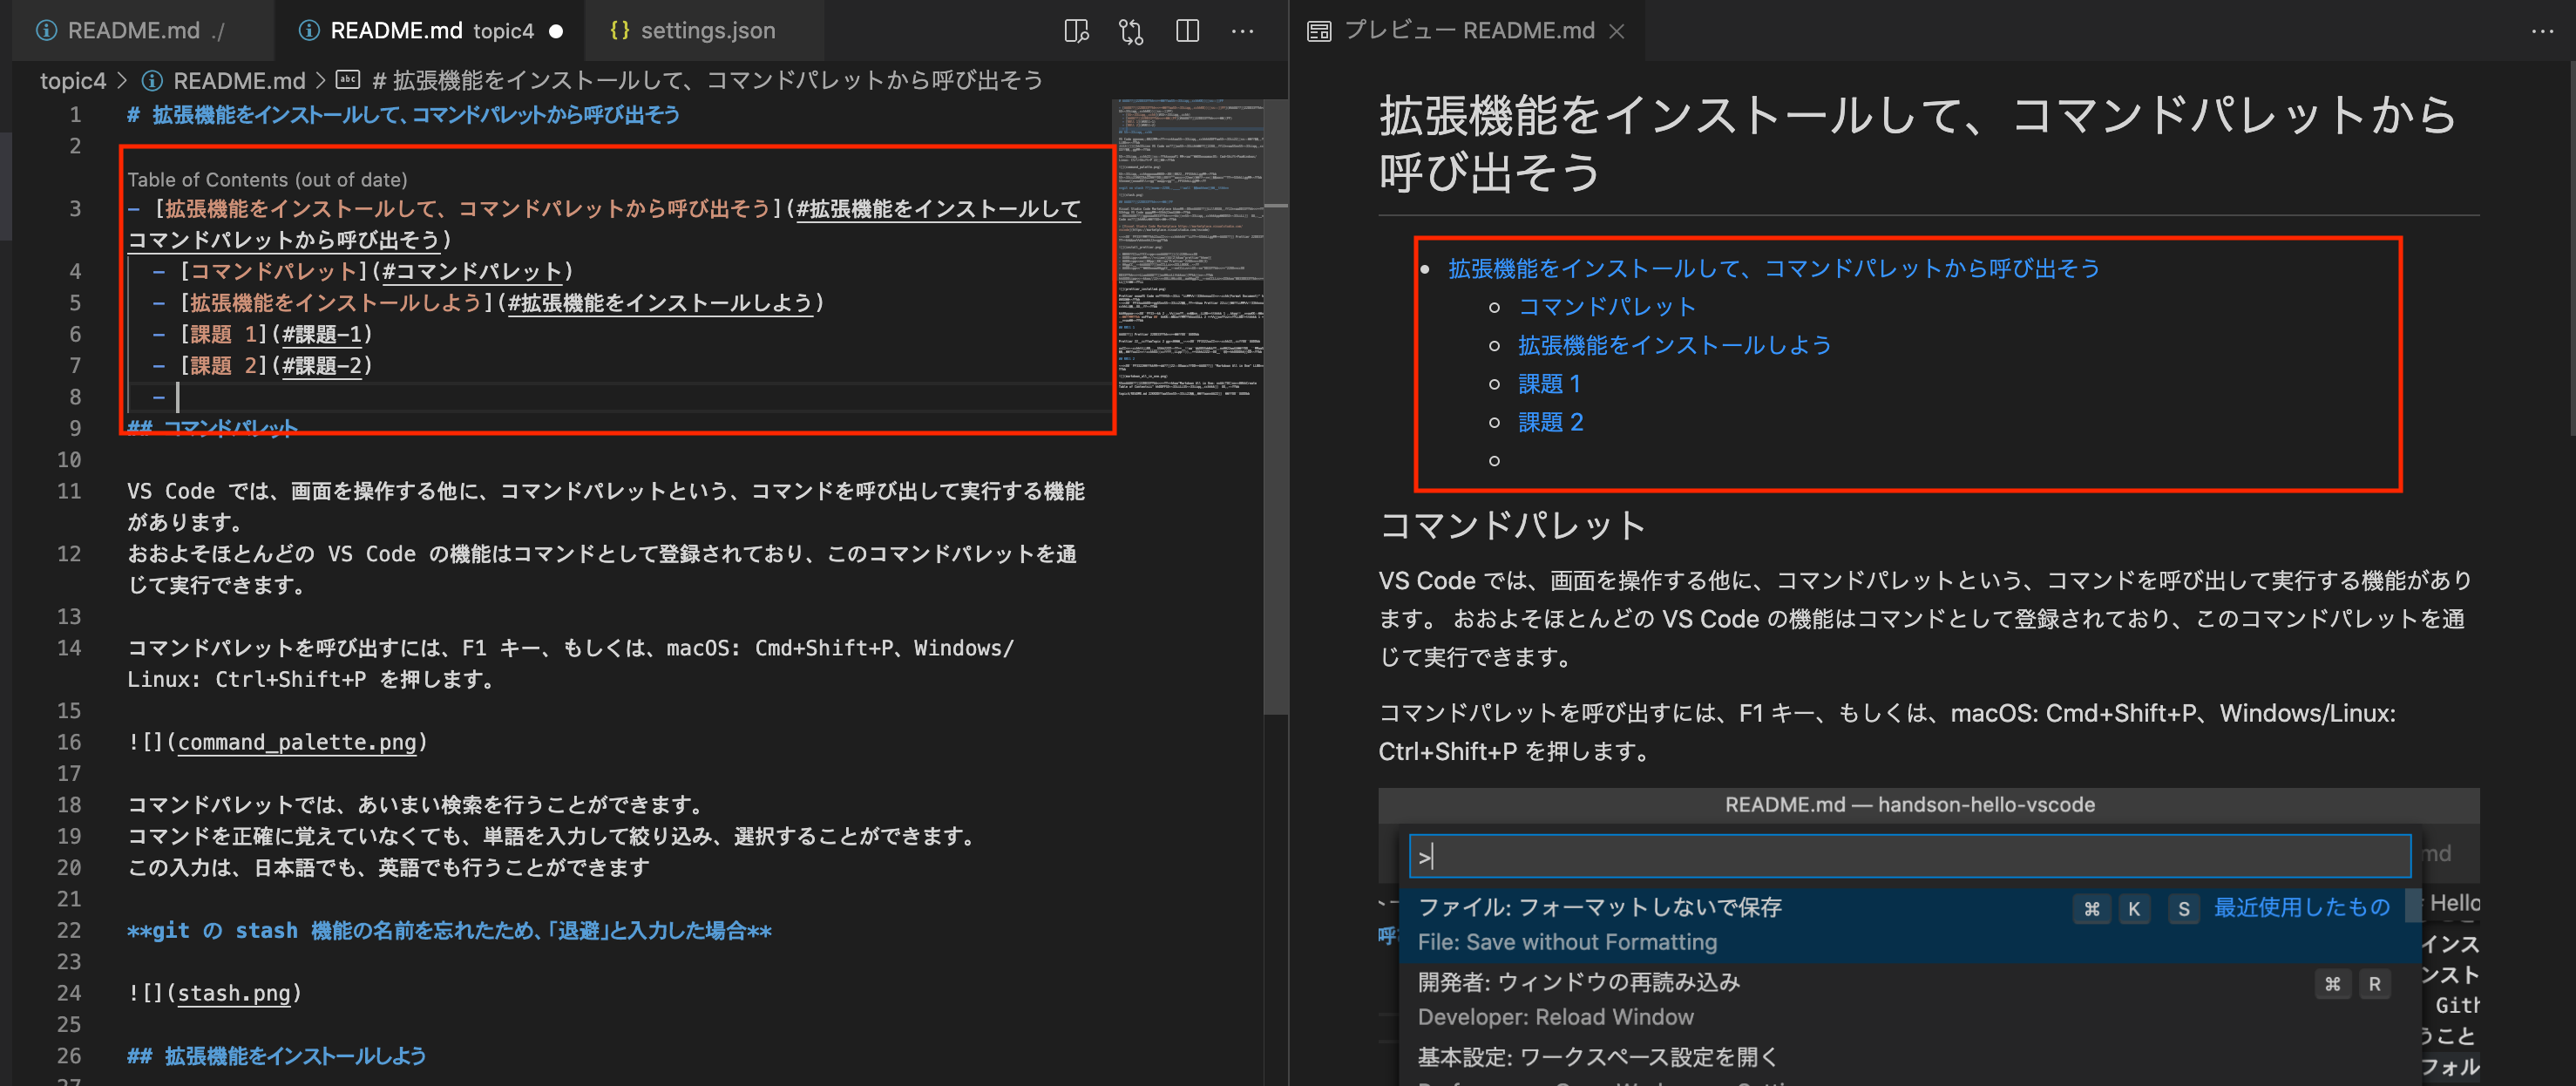 README.md ./
README.md topic4
{} settings.json
プレビュー README.md
topic4 > README.md > # 拡張機能をインストールして、コマンドパレットから呼び出そう
1 # 拡張機能をインストールして、コマンドパレットから呼び出そう
2
Table of Contents (out of date)
3 - [拡張機能をインストールして、コマンドパレットから呼び出そう](#拡張機能をインストールして
コマンドパレットから呼び出そう)
4 - [コマンドパレット](#コマンドパレット)
5 - [拡張機能をインストールしよう](#拡張機能をインストールしよう)
6 - [課題 1](#課題-1)
7 - [課題 2](#課題-2)
8 -
9 ## コマンドパレット
10
11 VS Code では、画面を操作する他に、コマンドパレットという、コマンドを呼び出して実行する機能
があります。
12 おおよそほとんどの VS Code の機能はコマンドとして登録されており、このコマンドパレットを通
じて実行できます。
13
14 コマンドパレットを呼び出すには、F1 キー、もしくは、macOS: Cmd+Shift+P、Windows/
Linux: Ctrl+Shift+P を押します。
15
16 ![](command_palette.png)
17
18 コマンドパレットでは、あいまい検索を行うことができます。
19 コマンドを正確に覚えていなくても、単語を入力して絞り込み、選択することができます。
20 この入力は、日本語でも、英語でも行うことができます
21
22 **git の stash 機能の名前を忘れたため、「退避」と入力した場合**
23
24 ![](stash.png)
25
26 ## 拡張機能をインストールしよう
27
拡張機能をインストールして、コマンドパレットから
呼び出そう
拡張機能をインストールして、コマンドパレットから呼び出そう
コマンドパレット
拡張機能をインストールしよう
課題 1
課題 2
コマンドパレット
VS Code では、画面を操作する他に、コマンドパレットという、コマンドを呼び出して実行する機能があり
ます。 おおよそほとんどの VS Code の機能はコマンドとして登録されており、このコマンドパレットを通
じて実行できます。
コマンドパレットを呼び出すには、F1 キー、もしくは、macOS: Cmd+Shift+P、Windows/Linux:
Ctrl+Shift+P を押します。
README.md — handson-hello-vscode
>
md
ファイル: フォーマットしないで保存 ⌘ K S 最近使用したもの
File: Save without Formatting
Hello
呼
インス
開発者: ウィンドウの再読み込み ⌘ R
ンスト
Developer: Reload Window
Gith
うこと
基本設定: ワークスペース設定を開く
フォル